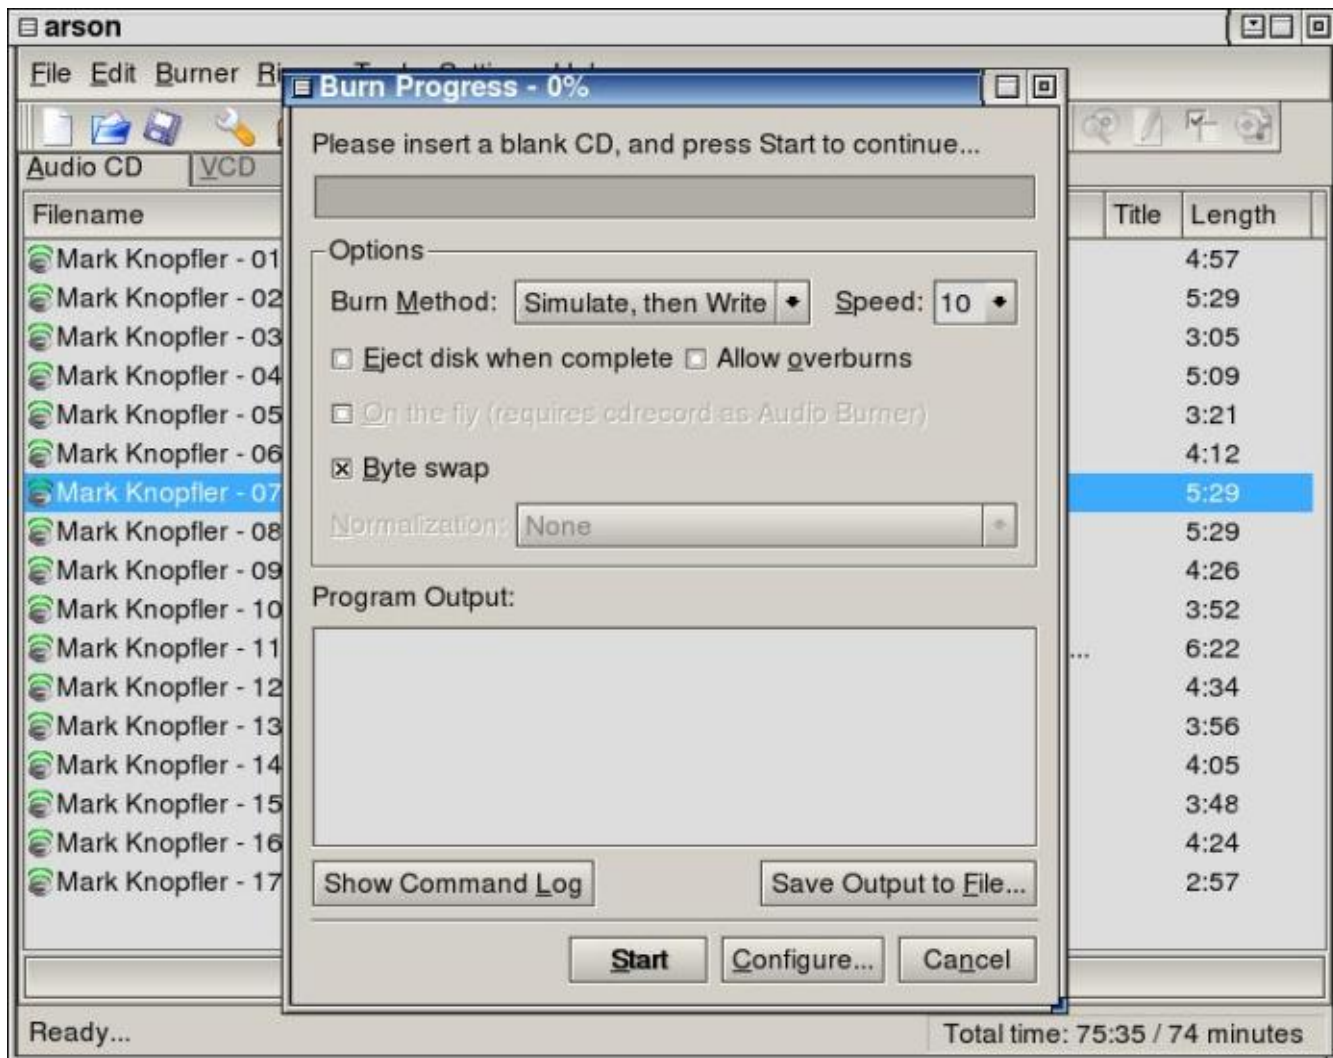 arson
File Edit Burner
Burn Progress - 0%
Please insert a blank CD, and press Start to continue...
Audio CD VCD
Filename Title Length
Options
Burn Method: Simulate, then Write Speed: 10
Eject disk when complete Allow overburns
On the fly (requires cdrecord as Audio Burner)
Byte swap
Normalization: None
Program Output:
Show Command Log Save Output to File...
Start Configure... Cancel
Mark Knopfler - 01 4:57
Mark Knopfler - 02 5:29
Mark Knopfler - 03 3:05
Mark Knopfler - 04 5:09
Mark Knopfler - 05 3:21
Mark Knopfler - 06 4:12
Mark Knopfler - 07 5:29
Mark Knopfler - 08 5:29
Mark Knopfler - 09 4:26
Mark Knopfler - 10 3:52
Mark Knopfler - 11 ... 6:22
Mark Knopfler - 12 4:34
Mark Knopfler - 13 3:56
Mark Knopfler - 14 4:05
Mark Knopfler - 15 3:48
Mark Knopfler - 16 4:24
Mark Knopfler - 17 2:57
Ready... Total time: 75:35 / 74 minutes